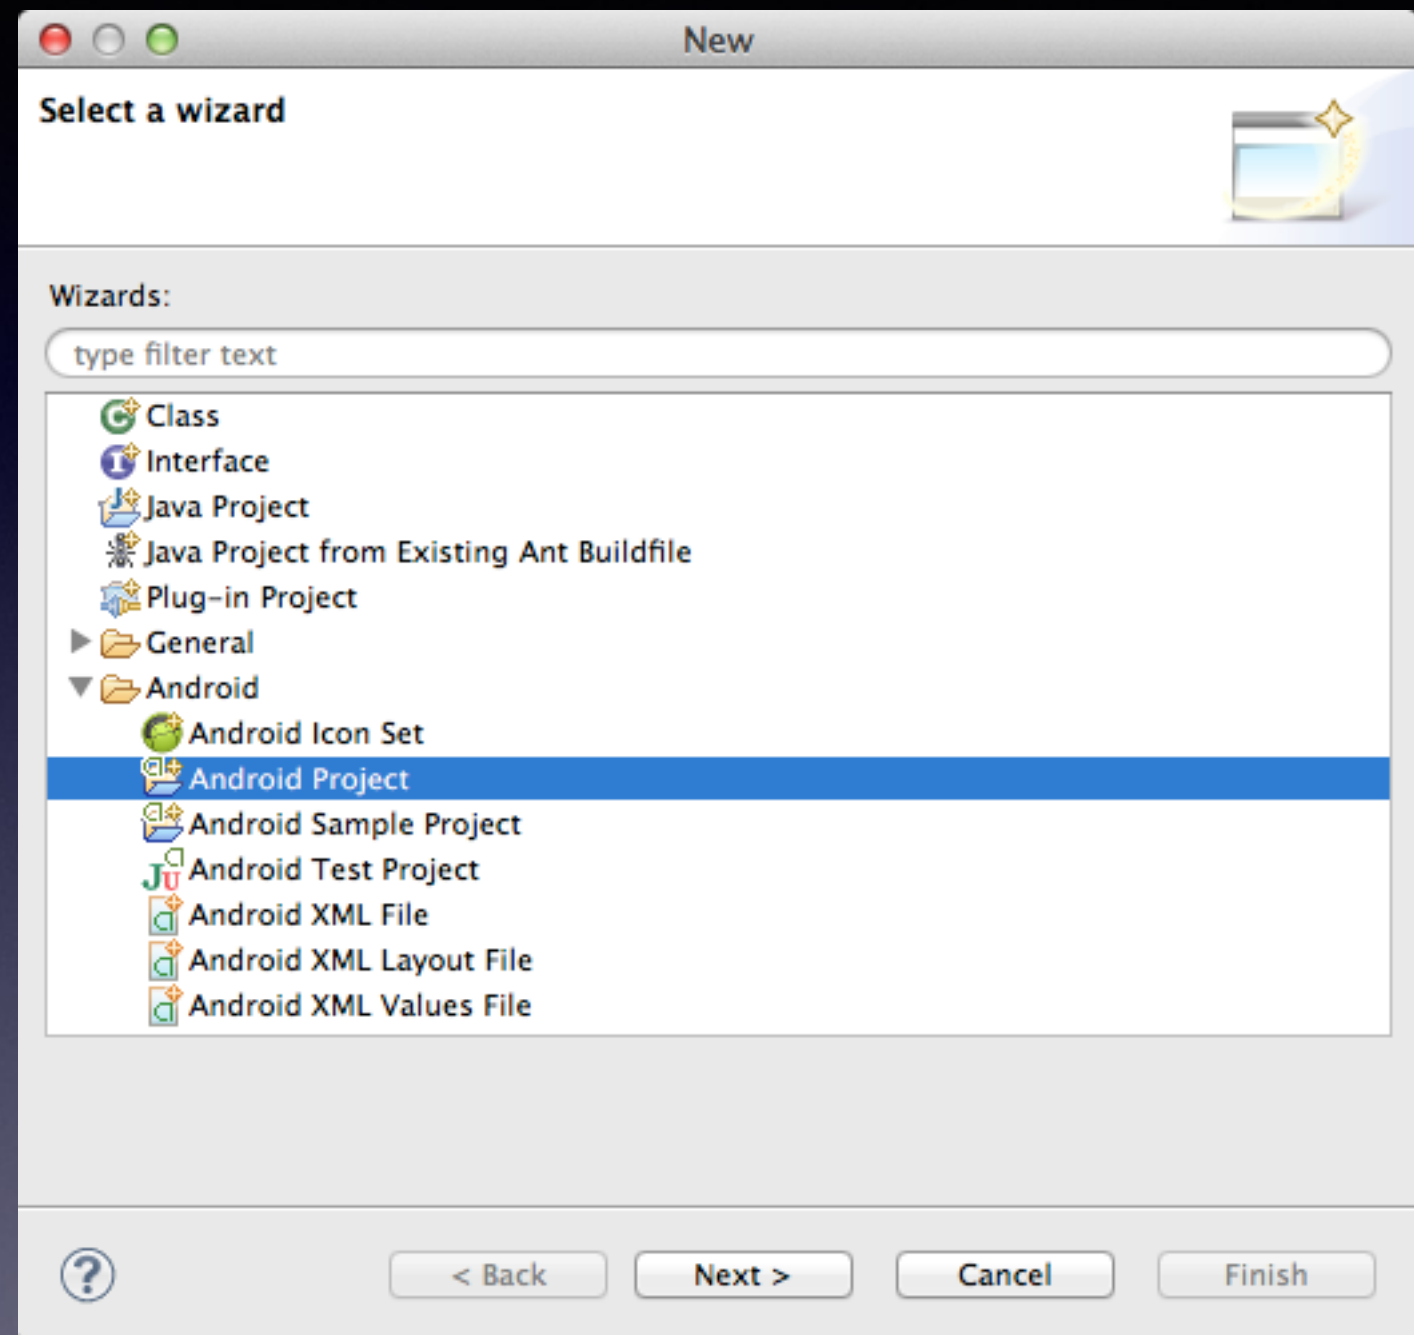 New
Select a wizard
Wizards:
type filter text
Class
Interface
Java Project
Java Project from Existing Ant Buildfile
Plug-in Project
General
Android
Android Icon Set
Android Project
Android Sample Project
Android Test Project
Android XML File
Android XML Layout File
Android XML Values File
? < Back Next > Cancel Finish